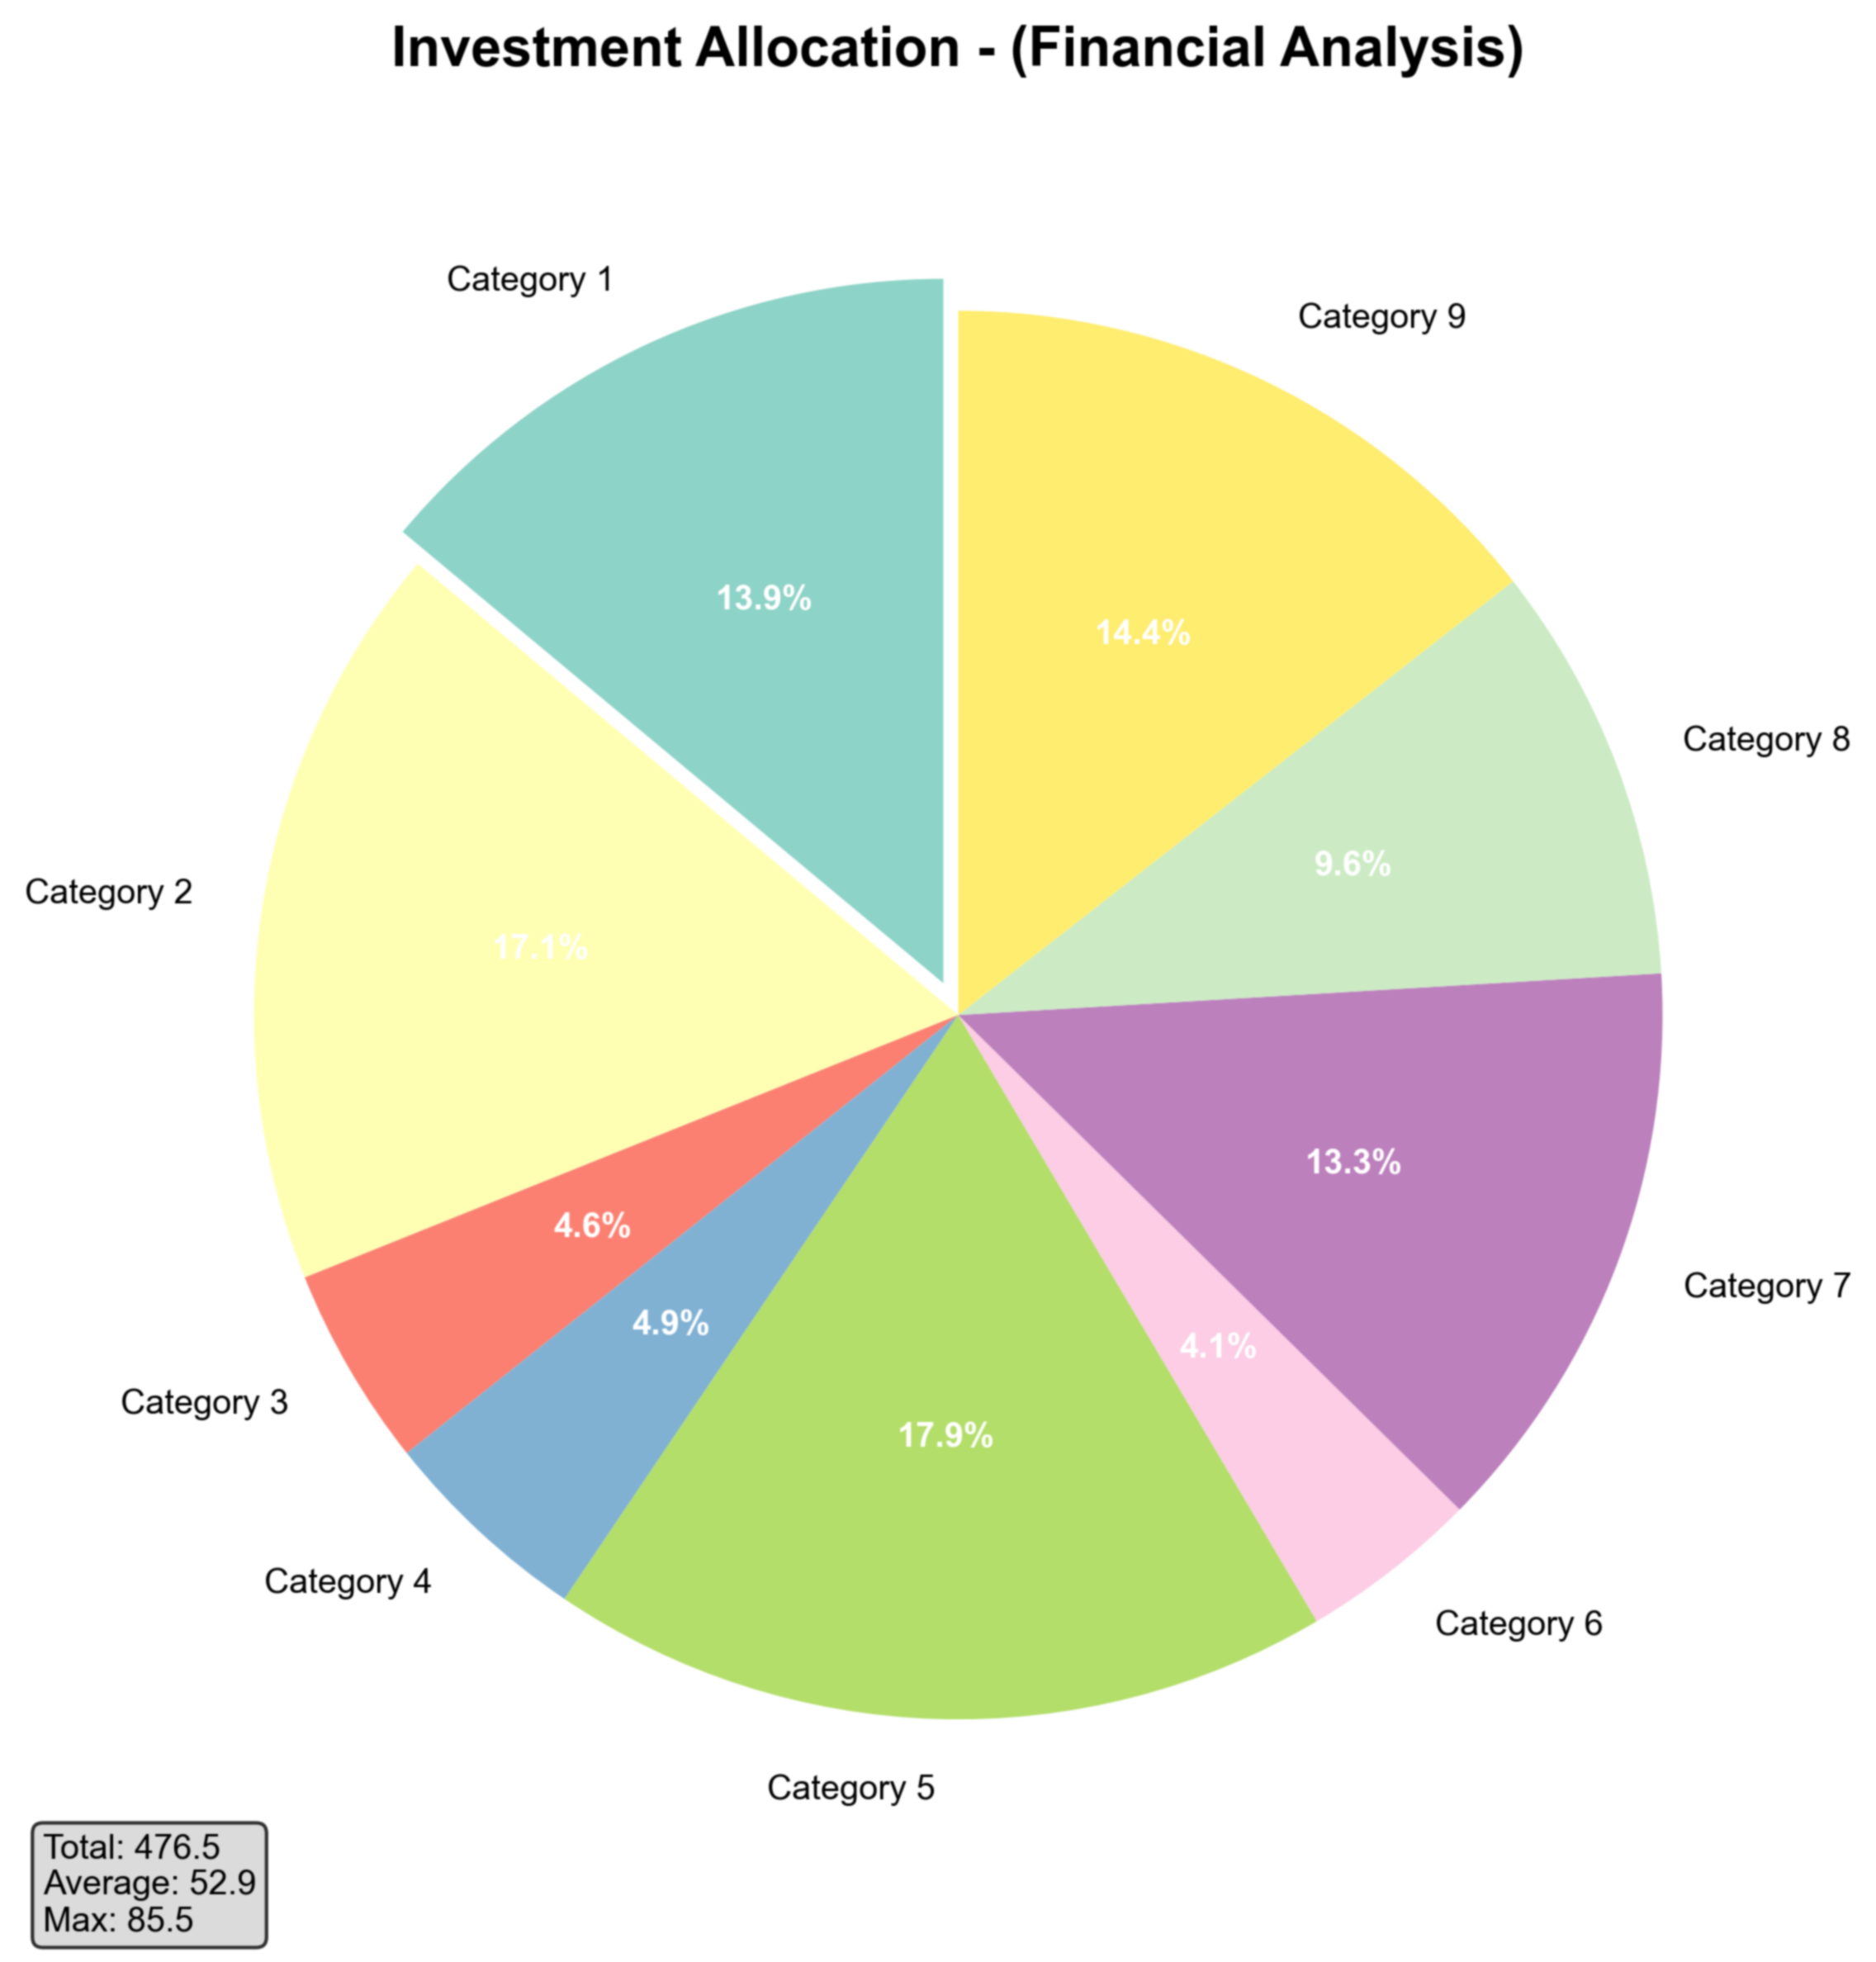 Investment Allocation - (Financial Analysis)
Category 1
Category 9
13.9%
14.4%
Category 8
9.6%
Category 2
17.1%
13.3%
4.6%
Category 7
4.9%
4.1%
Category 3
17.9%
Category 4
Category 6
Category 5
Total: 476.5
Average: 52.9
Max: 85.5